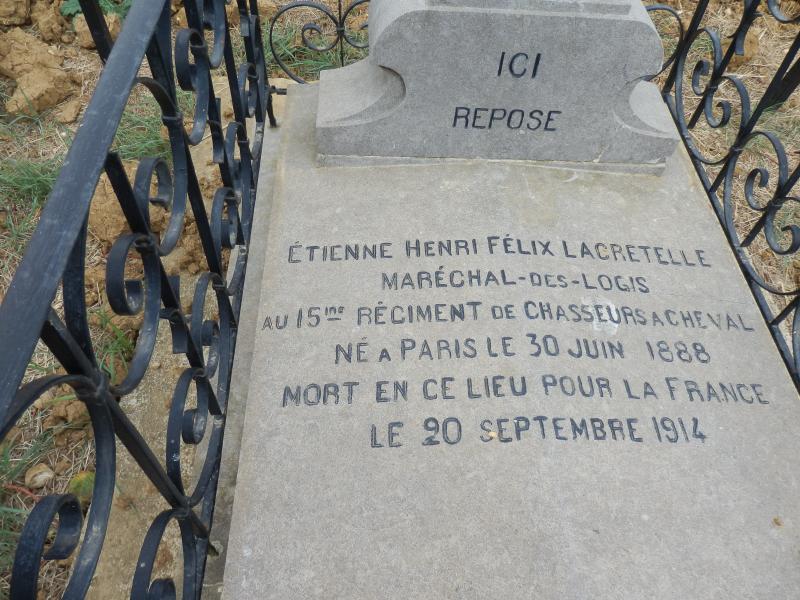 ICI
REPOSE
ÉTIENNE HENRI FÉLIX LACRETELLE
MARÉCHAL-DES-LOGIS
AU 15ME RÉGIMENT DE CHASSEURS A CHEVAL
NÉ A PARIS LE 30 JUIN 1888
MORT EN CE LIEU POUR LA FRANCE
LE 20 SEPTEMBRE 1914